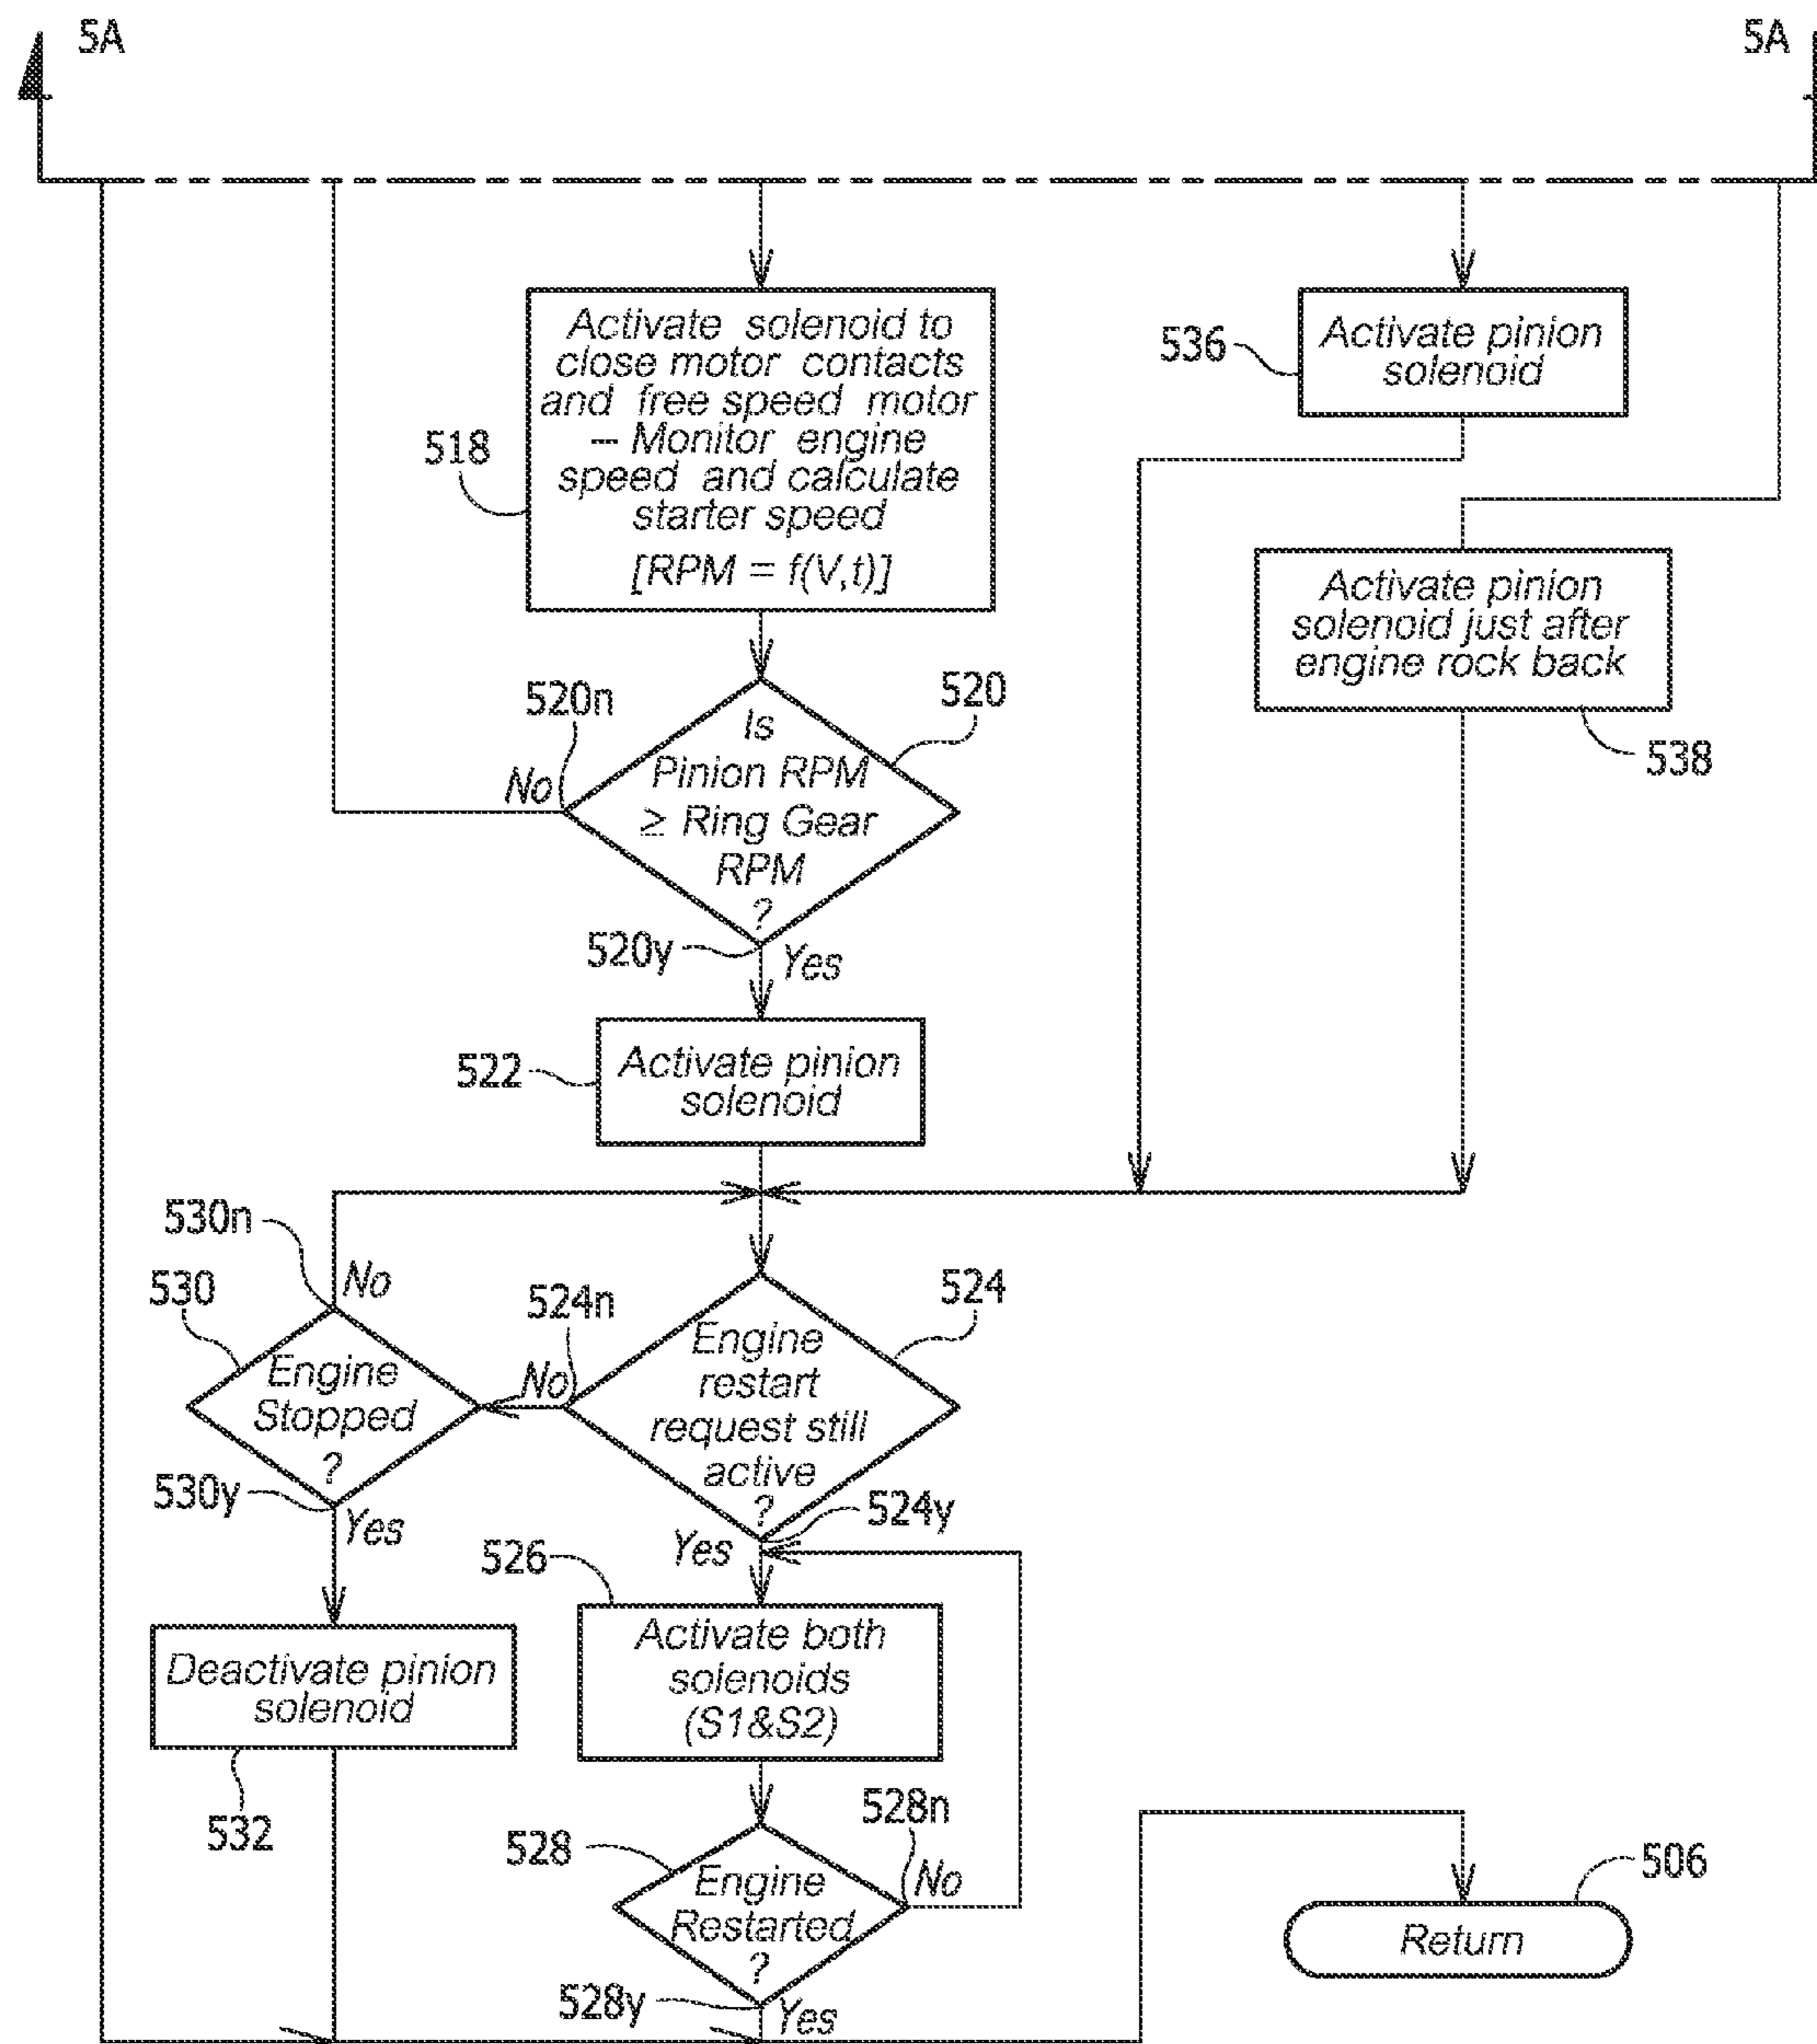 5A
5A
Activate solenoid to
close motor contacts
and free speed motor
-- Monitor engine
speed and calculate
starter speed
[RPM = f(V,t)]
518
536
Activate pinion
solenoid
Activate pinion
solenoid just after
engine rock back
538
520n
520
No
Is
Pinion RPM
≥ Ring Gear
RPM
?
520y
Yes
522
Activate pinion
solenoid
530n
No
530
Engine
Stopped
?
530y
Yes
524n
No
524
Engine
restart
request still
active
?
524y
Yes
526
Activate both
solenoids
(S1&S2)
Deactivate pinion
solenoid
532
528
528n
No
Engine
Restarted
?
528y
Yes
506
Return